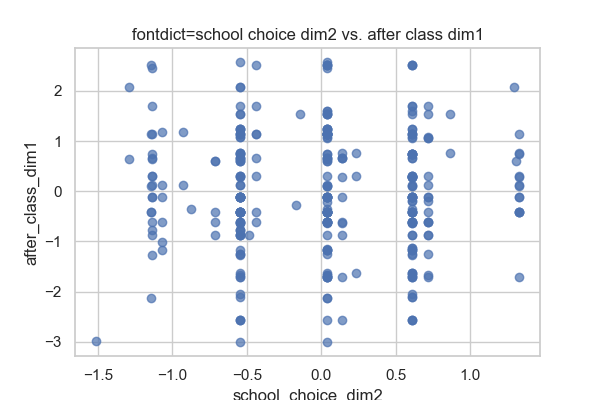 fontdict=school choice dim2 vs. after class dim1
after_class_dim1
2
1
0
−1
−2
−3
−1.5 −1.0 −0.5 0.0 0.5 1.0
school_choice_dim2